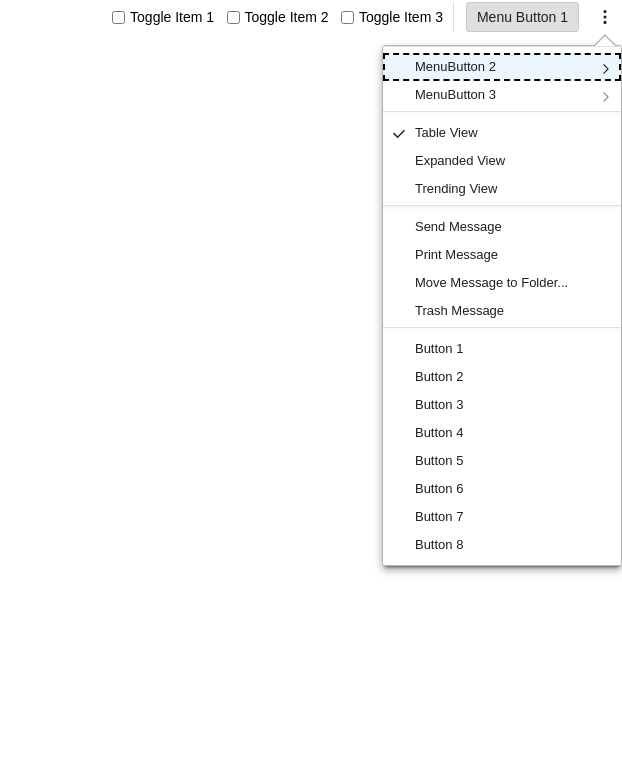 Toggle Item 1 Toggle Item 2 Toggle Item 3 Menu Button 1
MenuButton 2
MenuButton 3
Table View
Expanded View
Trending View
Send Message
Print Message
Move Message to Folder...
Trash Message
Button 1
Button 2
Button 3
Button 4
Button 5
Button 6
Button 7
Button 8